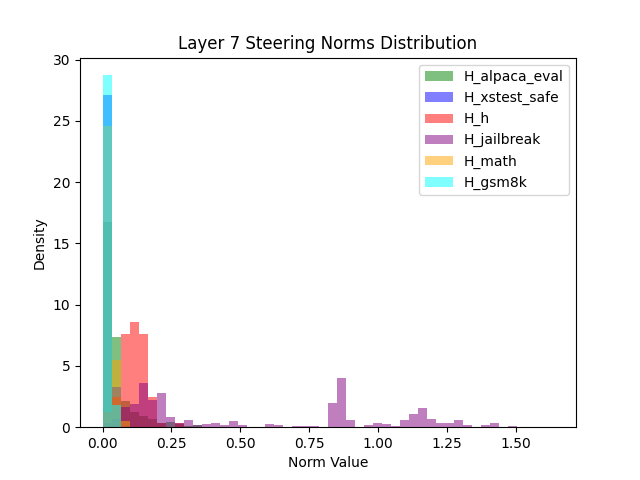 Layer 7 Steering Norms Distribution
30
25
20
15
10
5
0
Density
H_alpaca_eval
H_xstest_safe
H_h
H_jailbreak
H_math
H_gsm8k
0.00 0.25 0.50 0.75 1.00 1.25 1.50
Norm Value